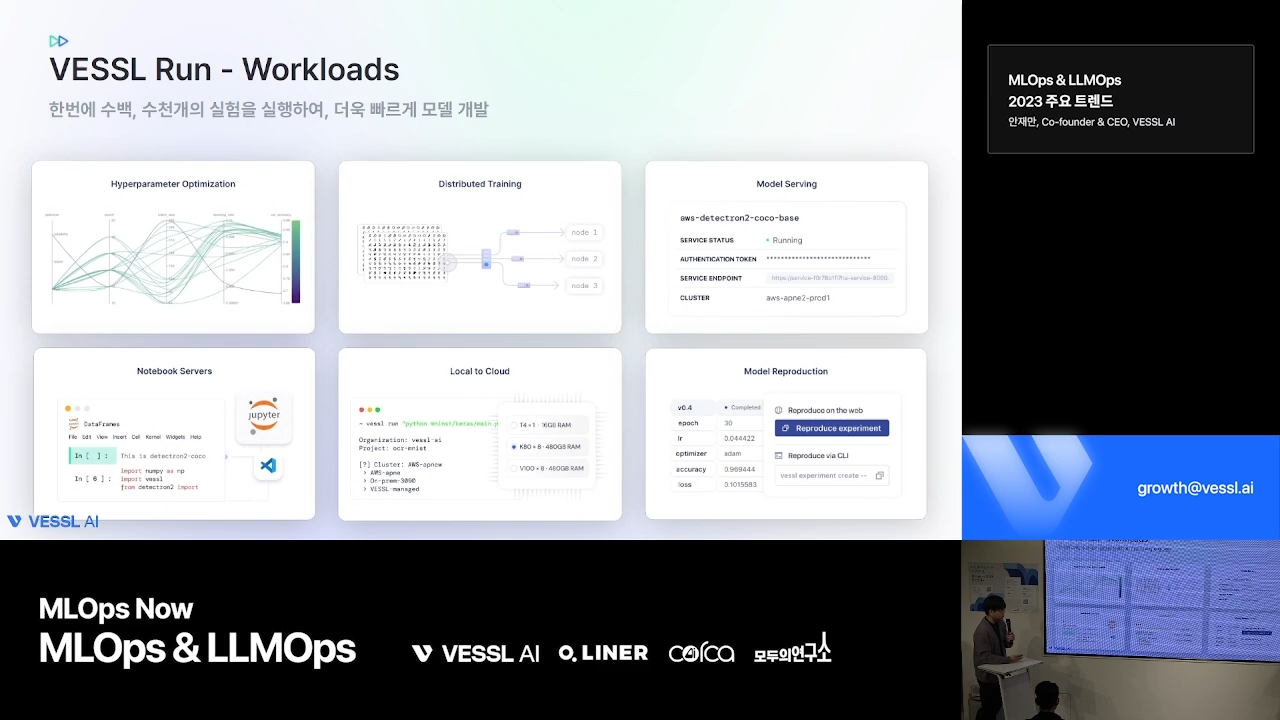 VESSL Run - Workloads
한번에 수백, 수천개의 실험을 실행하여, 더욱 빠르게 모델 개발
Hyperparameter Optimization
Distributed Training
node 1
node 2
node 3
Model Serving
aws-detectron2-coco-base
SERVICE STATUS Running
AUTHENTICATION TOKEN ****************************
SERVICE ENDPOINT
CLUSTER aws-apne2-prod1
Notebook Servers
DataFrames
File Edit View Insert Cell Kernel Widgets Help
In [ ] : This is detectron2-coco
In [ 6 ] : import numpy as np
import vessl
from detectron2 import
jupyter
Local to Cloud
~ vessl run "python mnist/keras/main.p
Organization: vessl-ai
Project: ocr-mnist
[?] Cluster: AWS-apnew
> AWS-apne
> On-prem-3090
> VESSL-managed
T4 × 1 · 16GB RAM
K80 × 8 · 480GB RAM
V100 × 8 · 480GB RAM
Model Reproduction
v0.4 Completed
epoch 30
lr 0.044422
optimizer adam
accuracy 0.969444
loss 0.1015583
Reproduce on the web
Reproduce experiment
Reproduce via CLI
vessl experiment create --
VESSL AI
MLOps & LLMOps
2023 주요 트렌드
안재만, Co-founder & CEO, VESSL AI
growth@vessl.ai
MLOps Now
MLOps & LLMOps
VESSL AI LINER corca 모두의연구소